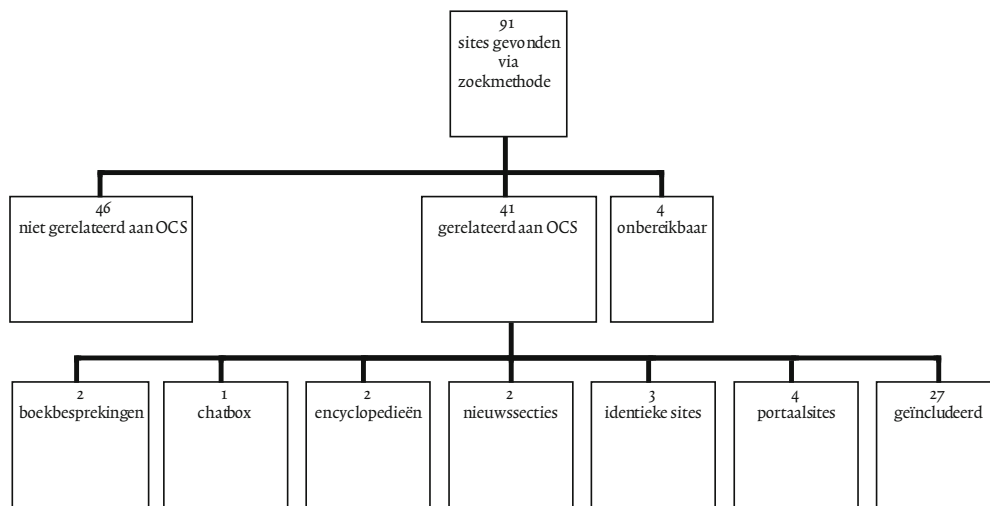 91
sites gevonden
via
zoekmethode
46
niet gerelateerd aan OCS
41
gerelateerd aan OCS
4
onbereikbaar
2
boekbesprekingen
1
chatbox
2
encyclopedieën
2
nieuwssecties
3
identieke sites
4
portaalsites
27
geïncludeerd